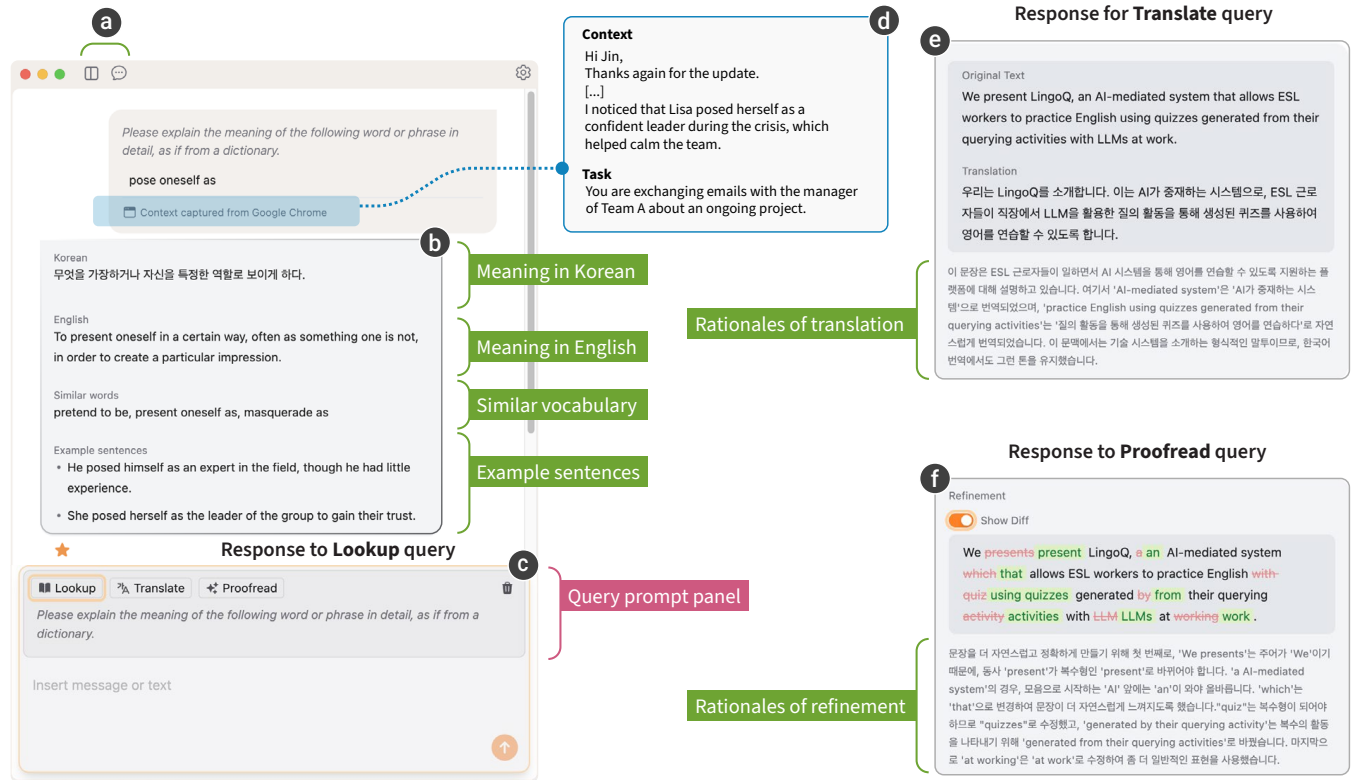 a
Please explain the meaning of the following word or phrase in
detail, as if from a dictionary.
pose oneself as
Context captured from Google Chrome
b
Korean
무엇을 가장하거나 자신을 특정한 역할로 보이게 하다.
English
To present oneself in a certain way, often as something one is not,
in order to create a particular impression.
Similar words
pretend to be, present oneself as, masquerade as
Example sentences
• He posed himself as an expert in the field, though he had little
experience.
• She posed herself as the leader of the group to gain their trust.
Meaning in Korean
Meaning in English
Similar vocabulary
Example sentences
Response to Lookup query
c
Lookup
Translate
Proofread
Please explain the meaning of the following word or phrase in detail, as if from a
dictionary.
Insert message or text
Query prompt panel
d
Context
Hi Jin,
Thanks again for the update.
[...]
I noticed that Lisa posed herself as a
confident leader during the crisis, which
helped calm the team.
Task
You are exchanging emails with the manager
of Team A about an ongoing project.
Response for Translate query
e
Original Text
We present LingoQ, an AI-mediated system that allows ESL
workers to practice English using quizzes generated from their
querying activities with LLMs at work.
Translation
우리는 LingoQ를 소개합니다. 이는 AI가 중재하는 시스템으로, ESL 근로
자들이 직장에서 LLM을 활용한 질의 활동을 통해 생성된 퀴즈를 사용하여
영어를 연습할 수 있도록 합니다.
Rationales of translation
이 문장은 ESL 근로자들이 일하면서 AI 시스템을 통해 영어를 연습할 수 있도록 지원하는 플
랫폼에 대해 설명하고 있습니다. 여기서 'AI-mediated system'은 'AI가 중재하는 시스
템'으로 번역되었으며, 'practice English using quizzes generated from their
querying activities'는 '질의 활동을 통해 생성된 퀴즈를 사용하여 영어를 연습하다'로 자연
스럽게 번역되었습니다. 이 문맥에서는 기술 시스템을 소개하는 형식적인 말투이므로, 한국어
번역에서도 그런 톤을 유지했습니다.
Response to Proofread query
f
Refinement
Show Diff
We presents present LingoQ, a an AI-mediated system
which that allows ESL workers to practice English with
quiz using quizzes generated by from their querying
activity activities with LLM LLMs at working work .
Rationales of refinement
문장을 더 자연스럽고 정확하게 만들기 위해 첫 번째로, 'We presents'는 주어가 'We'이기
때문에, 동사 'present'가 복수형인 'present'로 바뀌어야 합니다. 'a AI-mediated
system'의 경우, 모음으로 시작하는 'AI' 앞에는 'an'이 와야 올바릅니다. 'which'는
'that'으로 변경하여 문장이 더 자연스럽게 느껴지도록 했습니다."quiz"는 복수형이 되어야
하므로 "quizzes"로 수정했고, 'generated by their querying activity'는 복수의 활동
을 나타내기 위해 'generated from their querying activities'로 바꿨습니다. 마지막으
로 'at working'은 'at work'로 수정하여 좀 더 일반적인 표현을 사용했습니다.